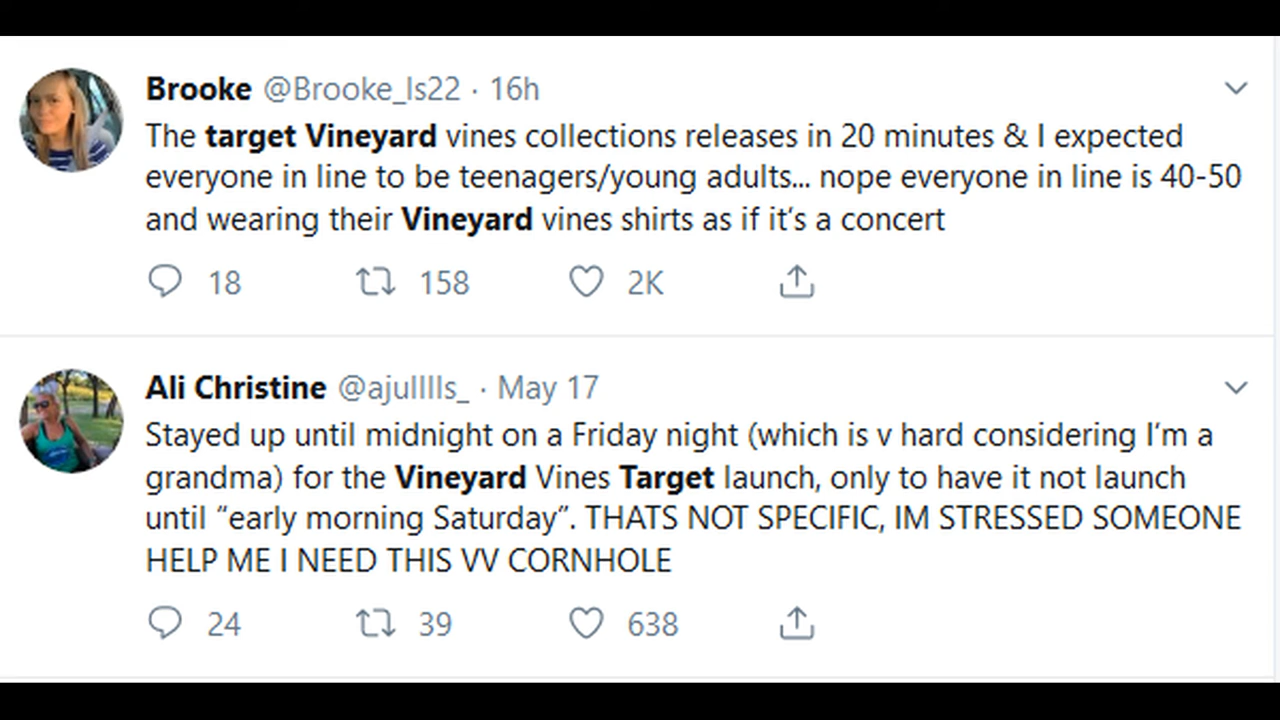 Brooke @Brooke_ls22 · 16h
The target Vineyard vines collections releases in 20 minutes & I expected
everyone in line to be teenagers/young adults... nope everyone in line is 40-50
and wearing their Vineyard vines shirts as if it's a concert
18 158 2K
Ali Christine @ajulllls_ · May 17
Stayed up until midnight on a Friday night (which is v hard considering I'm a
grandma) for the Vineyard Vines Target launch, only to have it not launch
until “early morning Saturday”. THATS NOT SPECIFIC, IM STRESSED SOMEONE
HELP ME I NEED THIS VV CORNHOLE
24 39 638